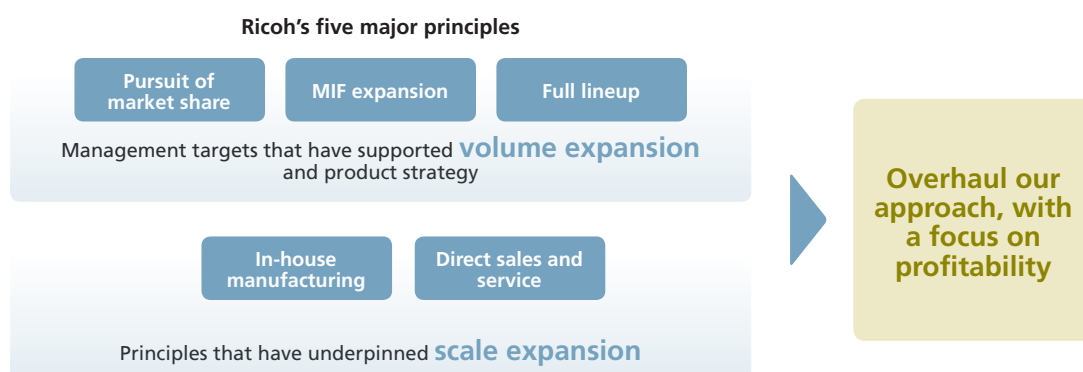 Ricoh's five major principles
Pursuit of
market share
MIF expansion
Full lineup
Management targets that have supported volume expansion
and product strategy
In-house
manufacturing
Direct sales and
service
Principles that have underpinned scale expansion
Overhaul our
approach, with
a focus on
profitability